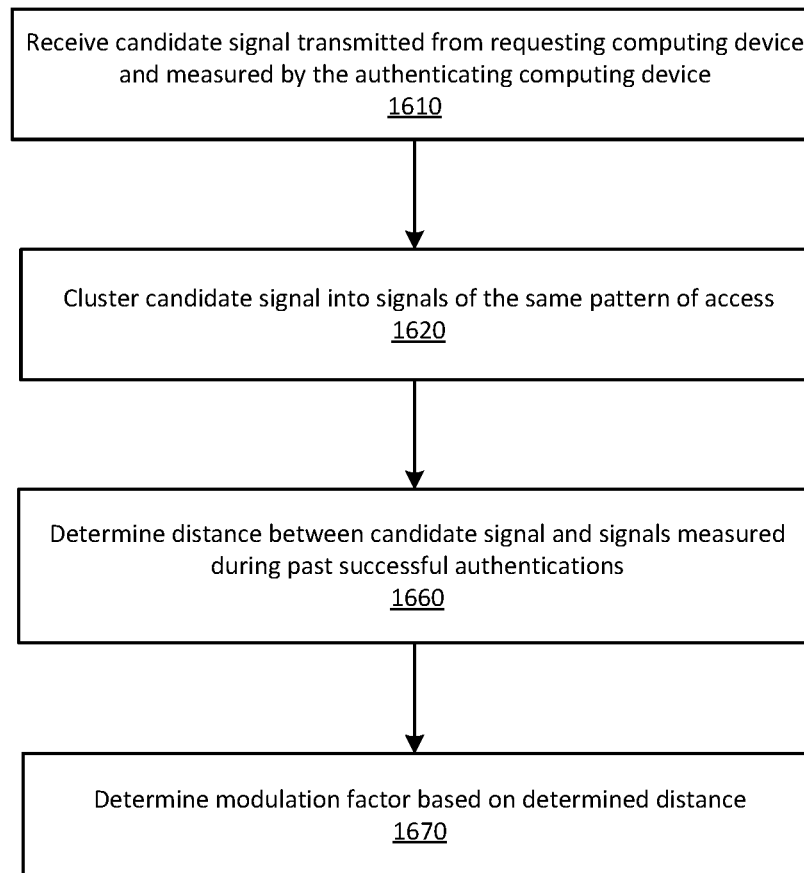 Receive candidate signal transmitted from requesting computing device
and measured by the authenticating computing device
1610
Cluster candidate signal into signals of the same pattern of access
1620
Determine distance between candidate signal and signals measured
during past successful authentications
1660
Determine modulation factor based on determined distance
1670